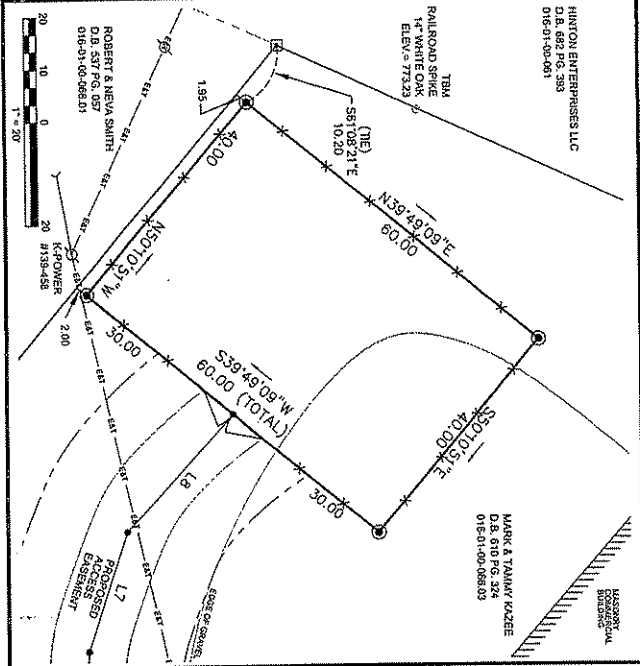 HINTON ENTERPRISES LLC
D.B. 682 PG. 393
016-01-00-061
TBM
RAILROAD SPIKE
14" WHITE OAK
ELEV.= 773.23
(TIE)
S61°08'21"E
10.20
1.95
N39°49'09"E
60.00
S50°10'51"E
40.00
MASONRY
COMMERCIAL
BUILDING
MARK & TAMMY KAZEE
D.B. 610 PG. 324
016-01-00-066.03
40.00
N50°10'51"W
S39°49'09"W
60.00 (TOTAL)
30.00
30.00
2.00
K-POWER
#139-458
E&T
E&T
E&T
E&T
E&T
E&T
E&T
E&T
E&T
L8
L7
PROPOSED
ACCESS
EASEMENT
EDGE OF GRAVEL
ROBERT & NEVA SMITH
D.B. 537 PG. 057
016-01-00-066.01
20 10 0 20
1" = 20'